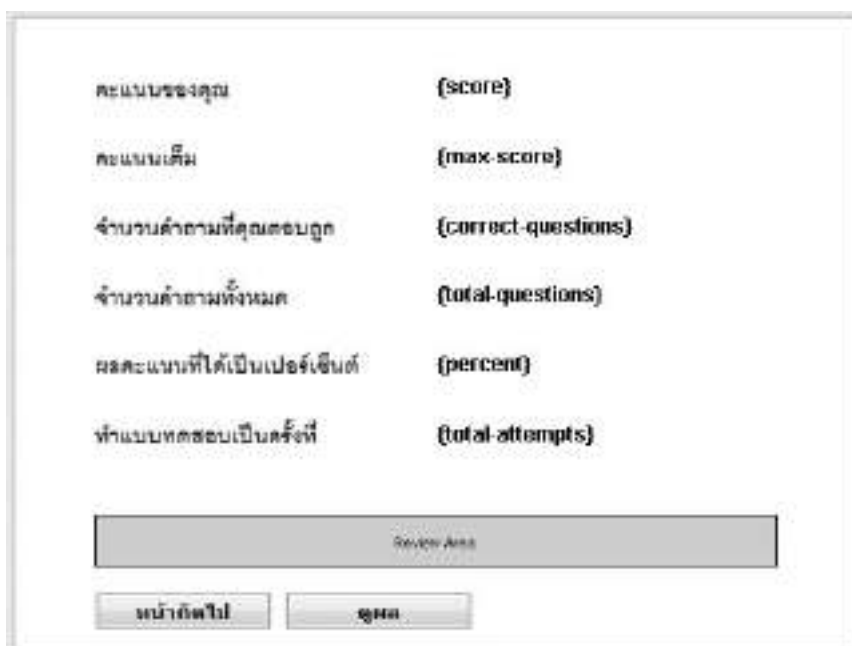 คะแนนของคุณ {score}
คะแนนเต็ม {max-score}
จำนวนคำถามที่คุณตอบถูก {correct-questions}
จำนวนคำถามทั้งหมด {total-questions}
ผลคะแนนที่ได้เป็นเปอร์เซ็นต์ {percent}
ทำแบบทดสอบเป็นครั้งที่ {total-attempts}
Review Area
หน้าถัดไป ดูผล